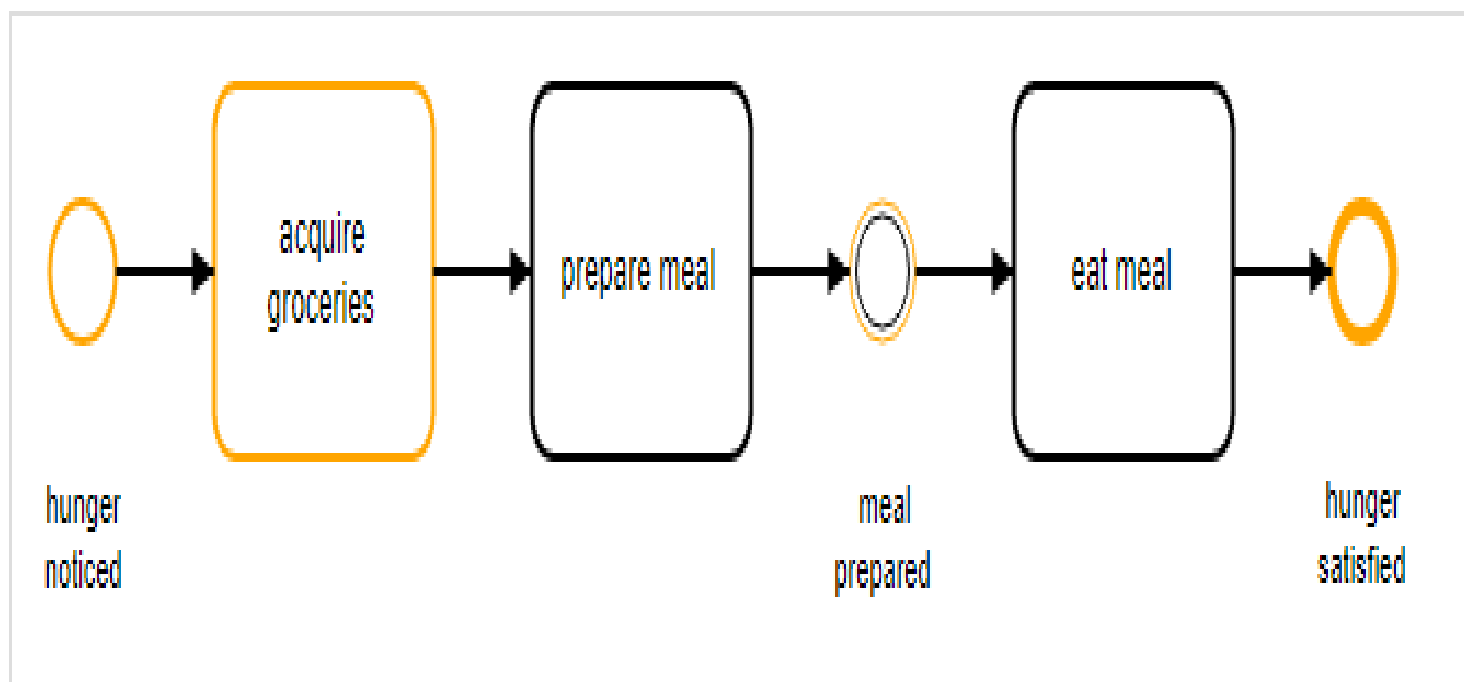 acquire
groceries
prepare meal
eat meal
hunger
noticed
meal
prepared
hunger
satisfied